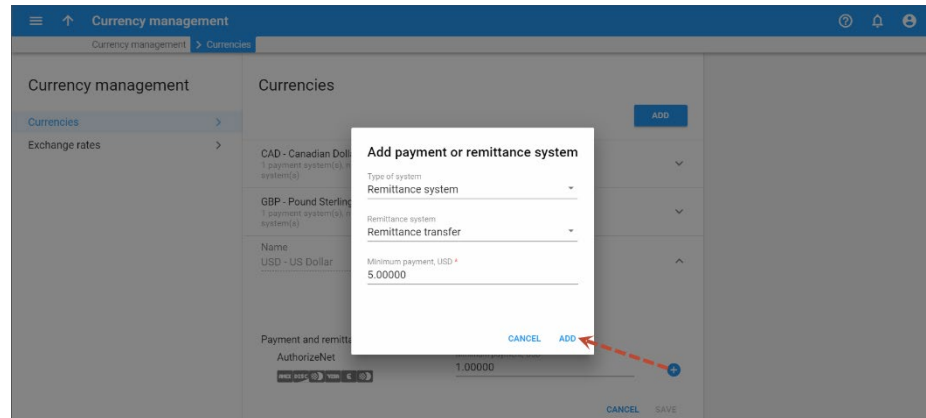 Currency management
Currency management > Currencies
Currency management
Currencies
ADD
Currencies
Exchange rates
CAD - Canadian Doll
1 payment system(s), n
system(s)
GBP - Pound Sterling
1 payment system(s), n
system(s)
Name
USD - US Dollar
Add payment or remittance system
Type of system
Remittance system
Remittance system
Remittance transfer
Minimum payment, USD *
5.00000
CANCEL ADD
Payment and remitta
AuthorizeNet
1.00000
CANCEL SAVE